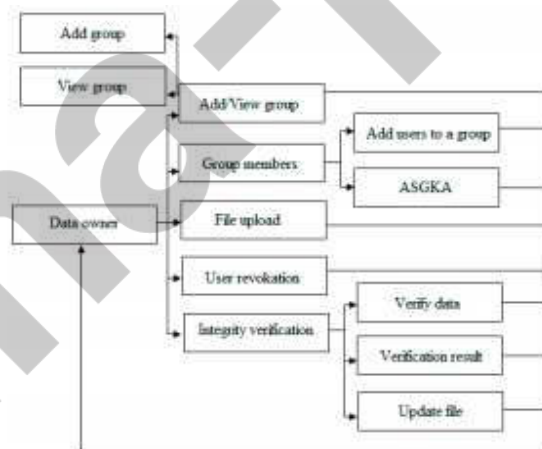 Add group
View group
Add/View group
Add users to a group
Group members
ASGKA
Data owner
File upload
User revokation
Verify data
Integrity verification
Verification result
Update file